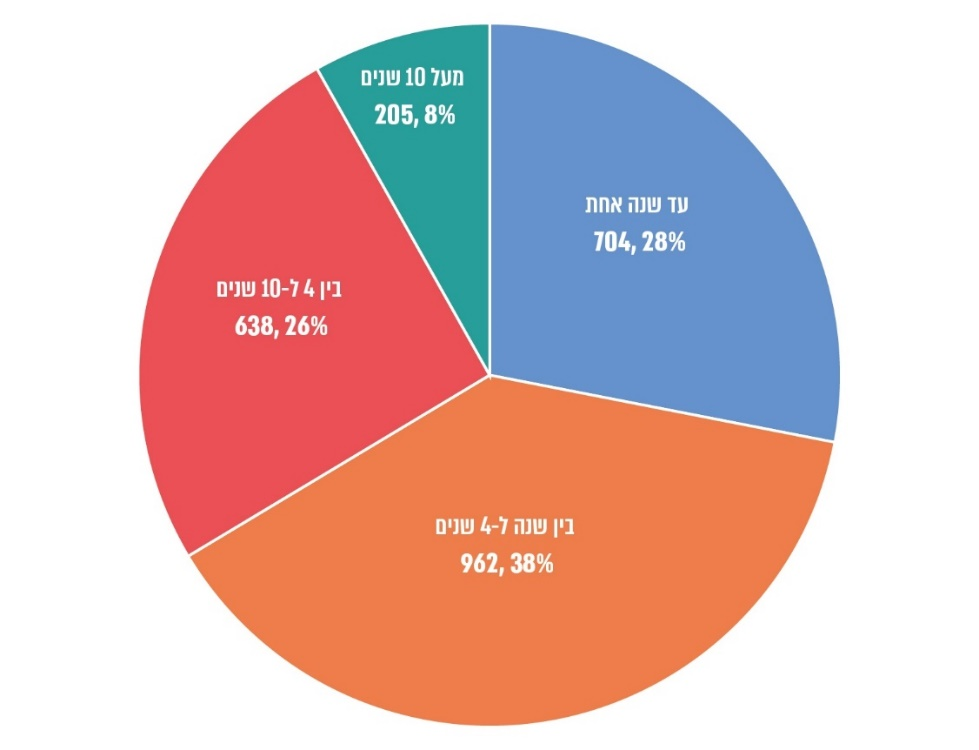 מעל 10 שנים
205, 8%
עד שנה אחת
704, 28%
בין 4 ל-10 שנים
638, 26%
בין שנה ל-4 שנים
962, 38%